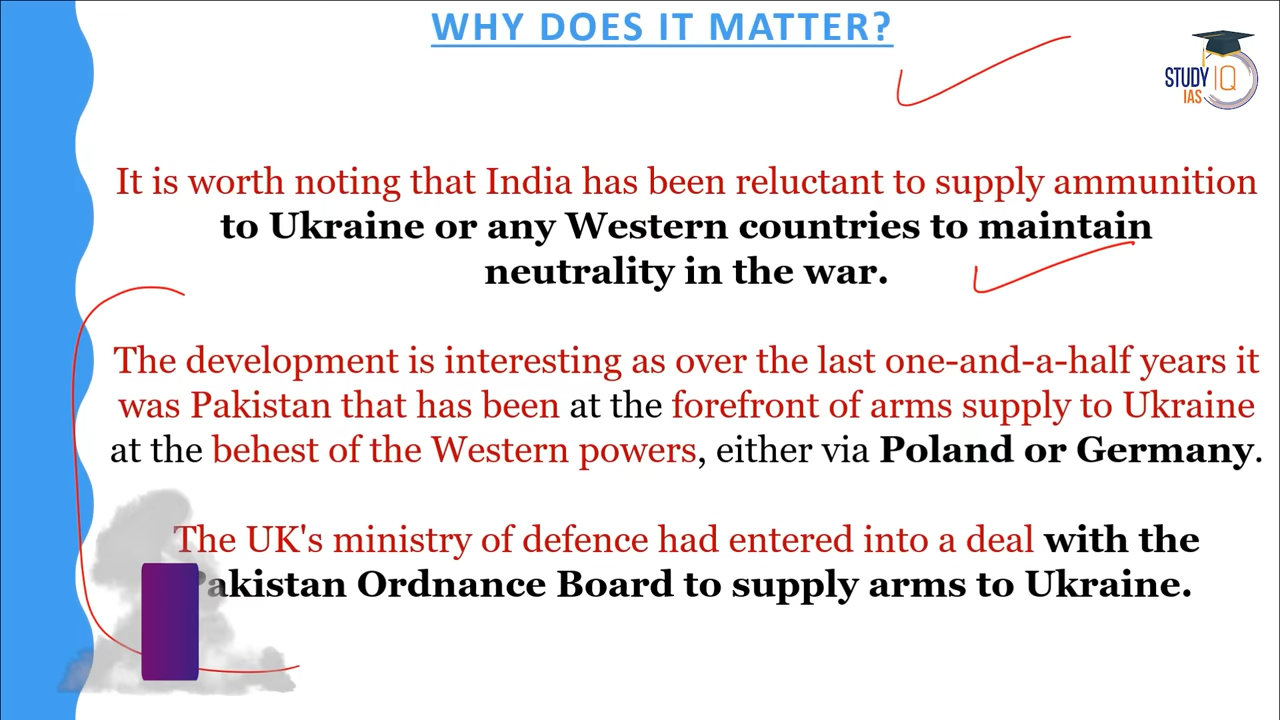 WHY DOES IT MATTER?
STUDY IQ
IAS
It is worth noting that India has been reluctant to supply ammunition
to Ukraine or any Western countries to maintain
neutrality in the war.
The development is interesting as over the last one-and-a-half years it
was Pakistan that has been at the forefront of arms supply to Ukraine
at the behest of the Western powers, either via Poland or Germany.
The UK's ministry of defence had entered into a deal with the
Pakistan Ordnance Board to supply arms to Ukraine.